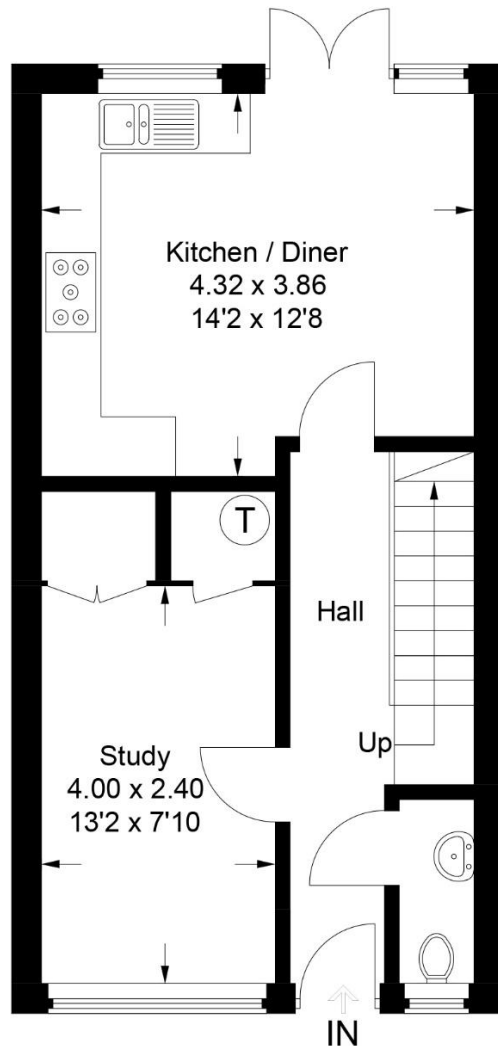 Kitchen / Diner
4.32 x 3.86
14'2 x 12'8
T
Hall
Up
Study
4.00 x 2.40
13'2 x 7'10
IN